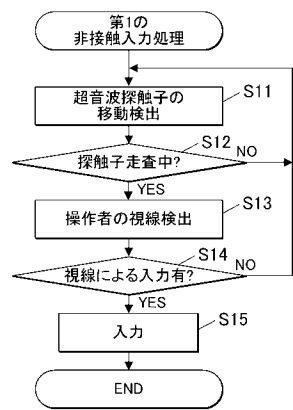 第1の
非接触入力処理
超音波探触子の
移動検出
S11
探触子走査中?
S12
NO
YES
操作者の視線検出
S13
視線による入力有?
S14
NO
YES
入力
S15
END